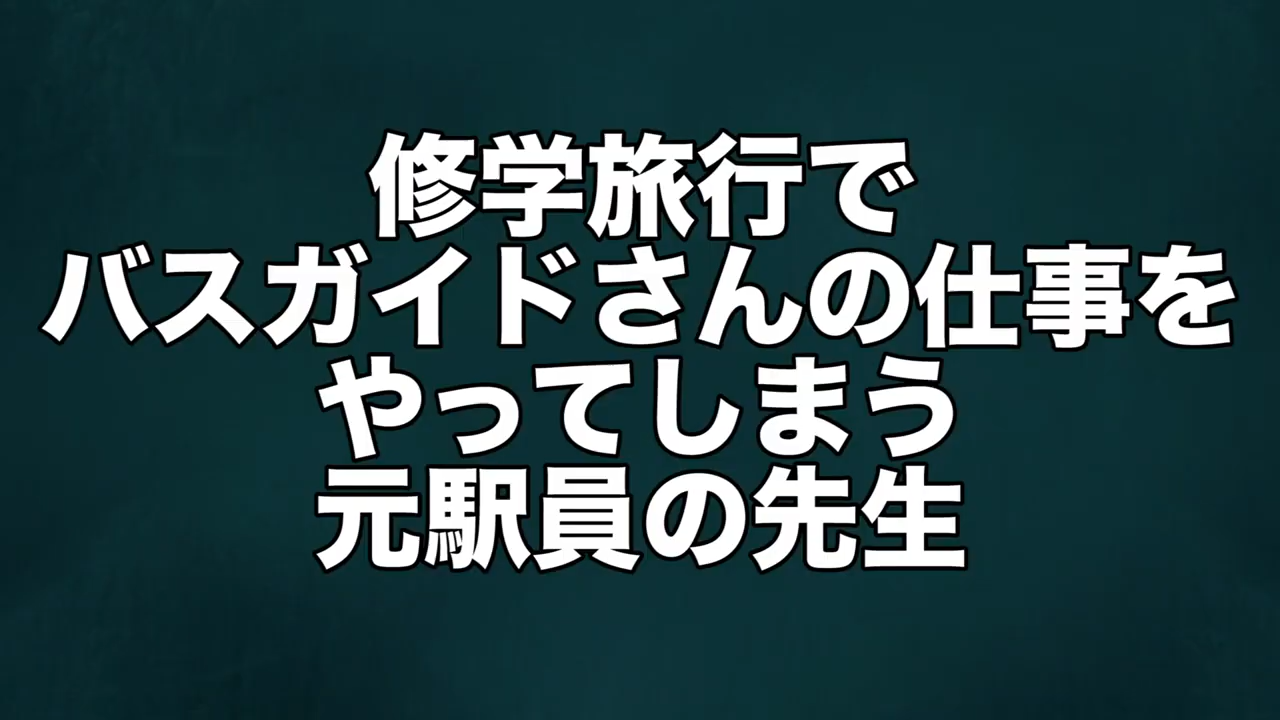 修学旅行で
バスガイドさんの仕事を
やってしまう
元駅員の先生